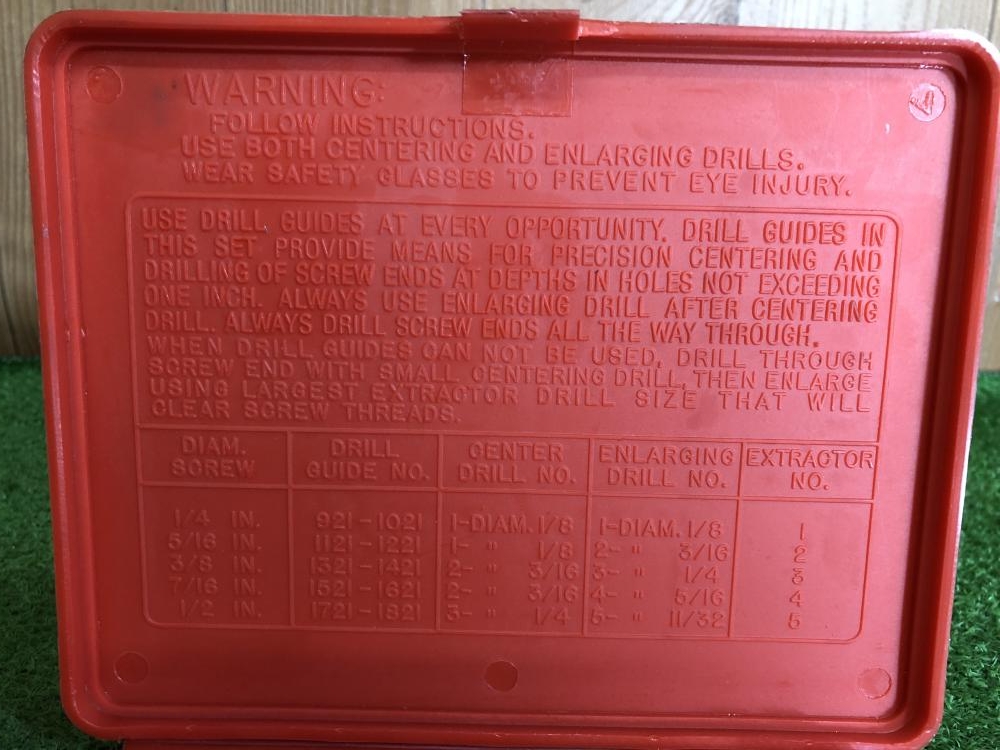 WARNING:
FOLLOW INSTRUCTIONS.
USE BOTH CENTERING AND ENLARGING DRILLS.
WEAR SAFETY GLASSES TO PREVENT EYE INJURY.
USE DRILL GUIDES AT EVERY OPPORTUNITY. DRILL GUIDES IN
THIS SET PROVIDE MEANS FOR PRECISION CENTERING AND
DRILLING OF SCREW ENDS AT DEPTHS IN HOLES NOT EXCEEDING
ONE INCH. ALWAYS USE ENLARGING DRILL AFTER CENTERING
DRILL. ALWAYS DRILL SCREW ENDS ALL THE WAY THROUGH.
WHEN DRILL GUIDES CAN NOT BE USED, DRILL THROUGH
SCREW END WITH SMALL CENTERING DRILL, THEN ENLARGE
USING LARGEST EXTRACTOR DRILL SIZE THAT WILL
CLEAR SCREW THREADS.
DIAM. SCREW | DRILL GUIDE NO. | CENTER DRILL NO. | ENLARGING DRILL NO. | EXTRACTOR NO.
1/4 IN. | 921-1021 | 1-DIAM. 1/8 | 1-DIAM. 1/8 | 1
5/16 IN. | 1121-1221 | 1- " 1/8 | 2- " 3/16 | 2
3/8 IN. | 1321-1421 | 2- " 3/16 | 3- " 1/4 | 3
7/16 IN. | 1521-1621 | 2- " 3/16 | 4- " 5/16 | 4
1/2 IN. | 1721-1821 | 3- " 1/4 | 5- " 11/32 | 5